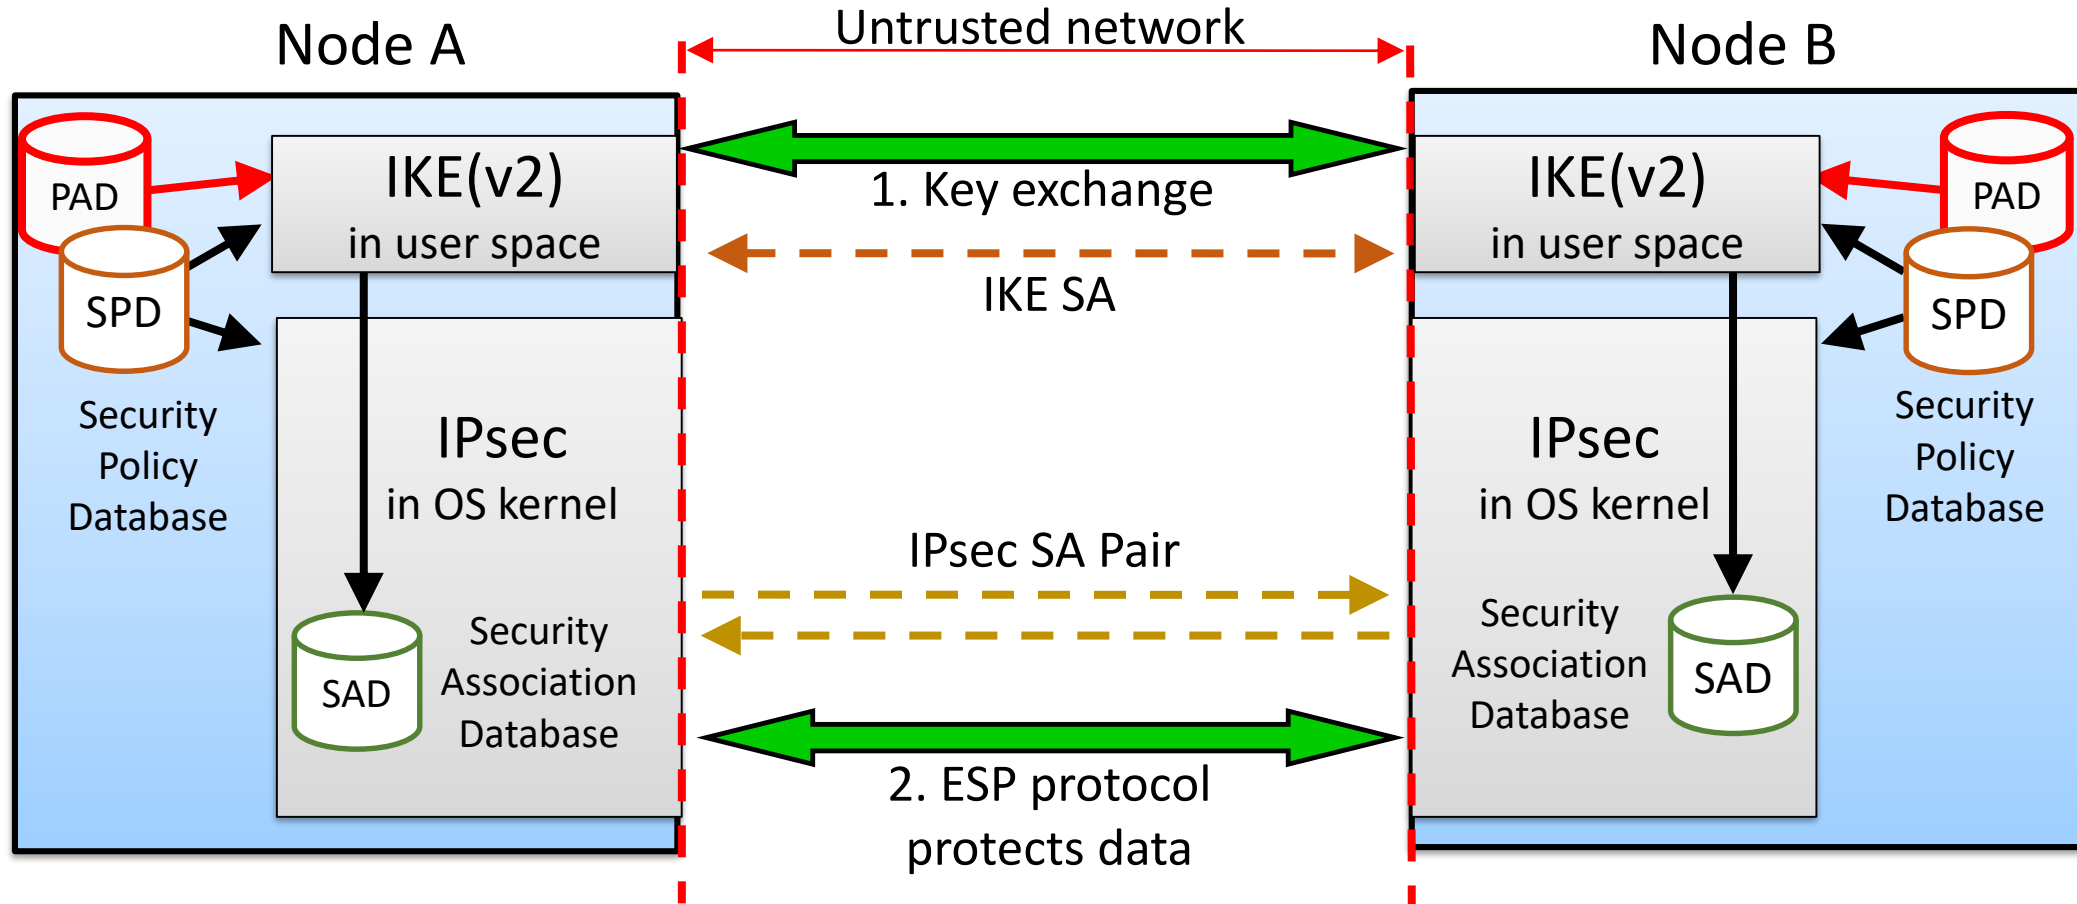 Node A
Untrusted network
Node B
PAD
IKE(v2)
in user space
SPD
Security
Policy
Database
IPsec
in OS kernel
SAD
Security
Association
Database
1. Key exchange
IKE SA
IPsec SA Pair
2. ESP protocol
protects data
IKE(v2)
in user space
PAD
SPD
Security
Policy
Database
IPsec
in OS kernel
Security
Association
Database
SAD